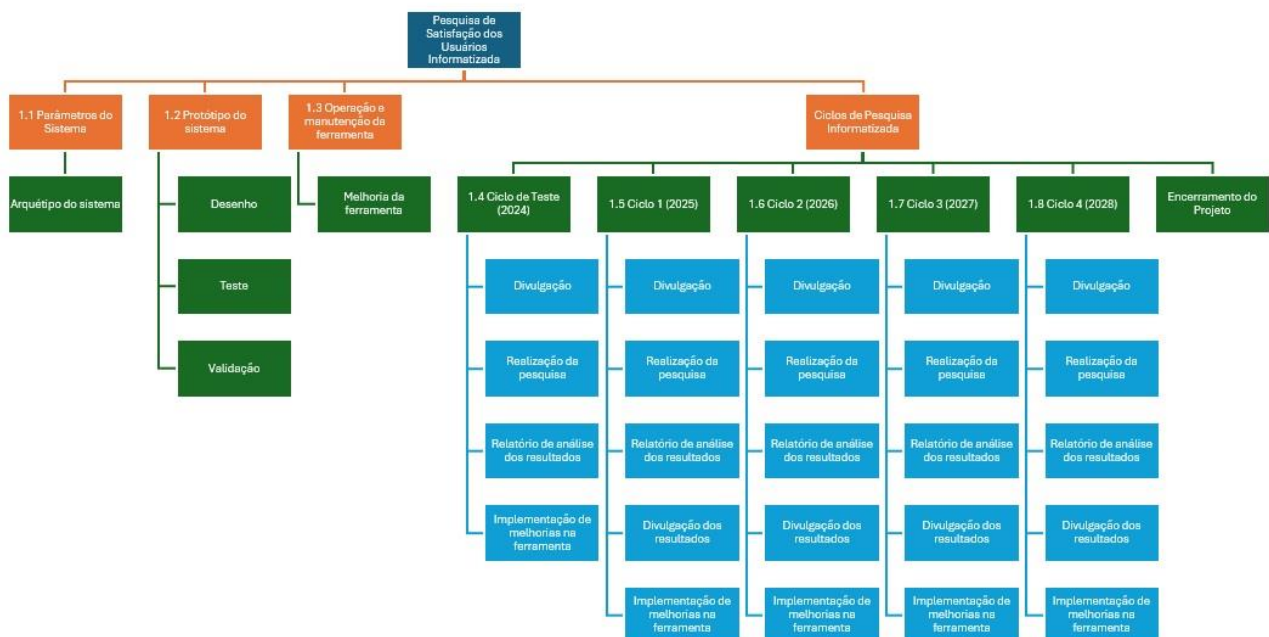 Pesquisa de
Satisfação dos
Usuários
Informatizada
1.1 Parâmetros do
Sistema
1.2 Protótipo do
sistema
1.3 Operação e
manutenção da
ferramenta
Ciclos de Pesquisa
Informatizada
Arquétipo do sistema
Desenho
Melhoria da
ferramenta
1.4 Ciclo de Teste
(2024)
1.5 Ciclo 1 (2025)
1.6 Ciclo 2 (2026)
1.7 Ciclo 3 (2027)
1.8 Ciclo 4 (2028)
Encerramento do
Projeto
Teste
Validação
Divulgação
Realização da
pesquisa
Relatório de análise
dos resultados
Implementação de
melhorias na
ferramenta
Divulgação
Realização da
pesquisa
Relatório de análise
dos resultados
Divulgação dos
resultados
Implementação de
melhorias na
ferramenta
Divulgação
Realização da
pesquisa
Relatório de análise
dos resultados
Divulgação dos
resultados
Implementação de
melhorias na
ferramenta
Divulgação
Realização da
pesquisa
Relatório de análise
dos resultados
Divulgação dos
resultados
Implementação de
melhorias na
ferramenta
Divulgação
Realização da
pesquisa
Relatório de análise
dos resultados
Divulgação dos
resultados
Implementação de
melhorias na
ferramenta